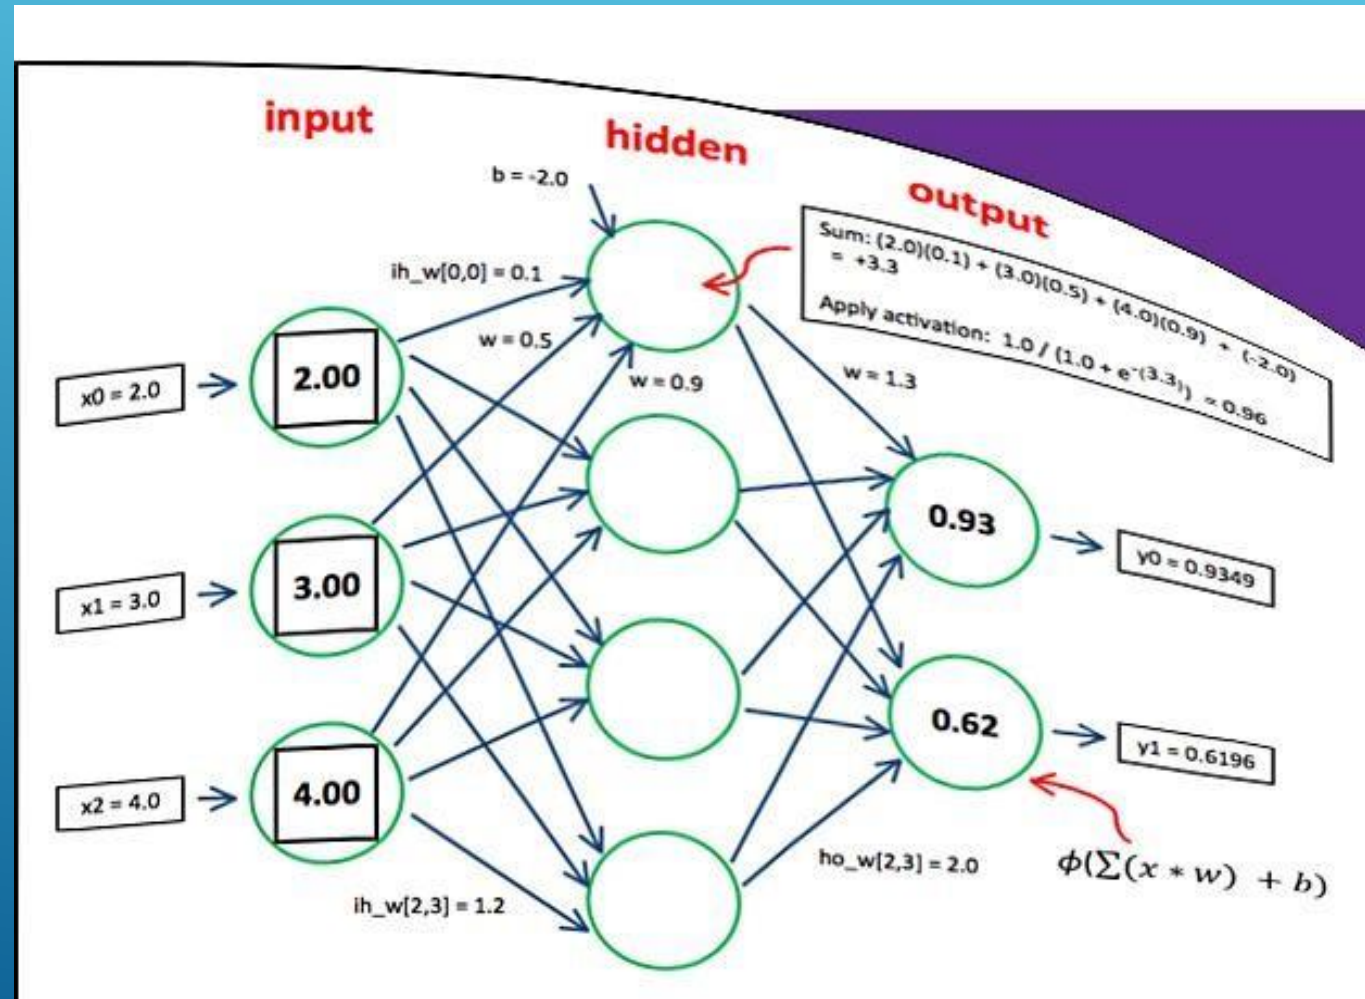 input
hidden
output
b = -2.0
ih_w[0,0] = 0.1
w = 0.5
w = 0.9
w = 1.3
Sum: (2.0)(0.1) + (3.0)(0.5) + (4.0)(0.9) + (-2.0)
= +3.3
Apply activation: 1.0 / (1.0 + e-(3.3)) = 0.96
x0 = 2.0
2.00
x1 = 3.0
3.00
x2 = 4.0
4.00
0.93
y0 = 0.9349
0.62
y1 = 0.6196
ih_w[2,3] = 1.2
ho_w[2,3] = 2.0
ϕ(∑(x * w) + b)